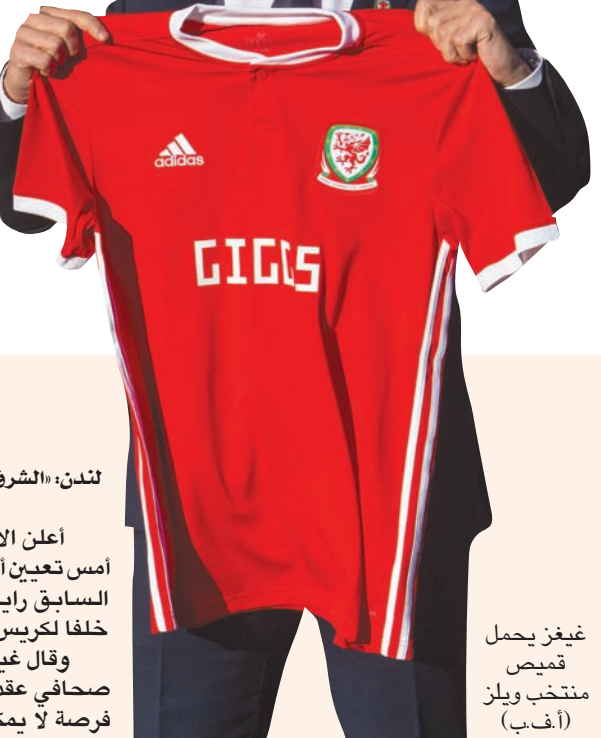 adidas
GIGGS
لندن: «الشرق
أعلن الا
أمس تعيين أ
السابق راي
خلفا لكريس
وقال غي
صحافي عقد
فرصة لا يمك
غيغز يحمل
قميص
منتخب ويلز
(أ.ف.ب)